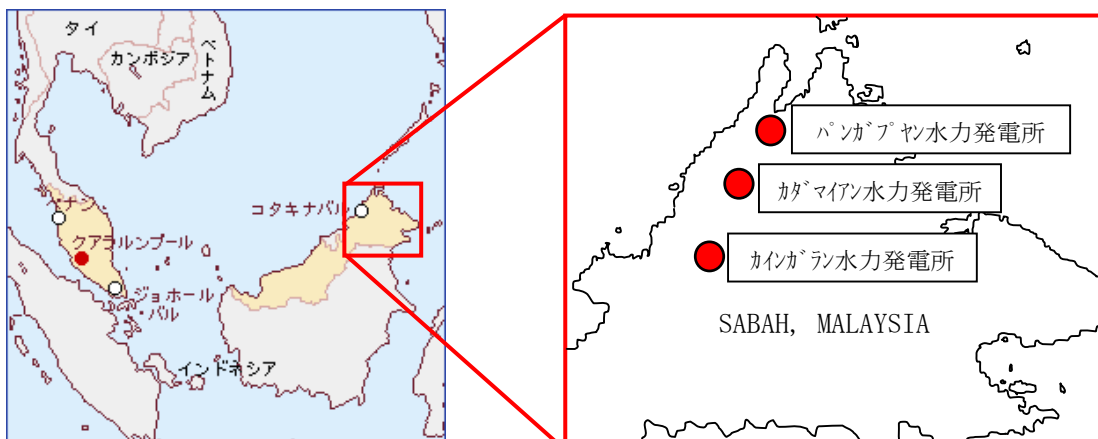 タイ
カンボジア
ベトナム
ペナン
クアラルンプール
ジョホール
・バル
コタキナバル
インドネシア
ﾊﾟﾝｶﾞﾌﾟﾔﾝ水力発電所
ｶﾀﾞﾏｲｱﾝ水力発電所
ｶｲﾝｶﾞﾗﾝ水力発電所
SABAH, MALAYSIA